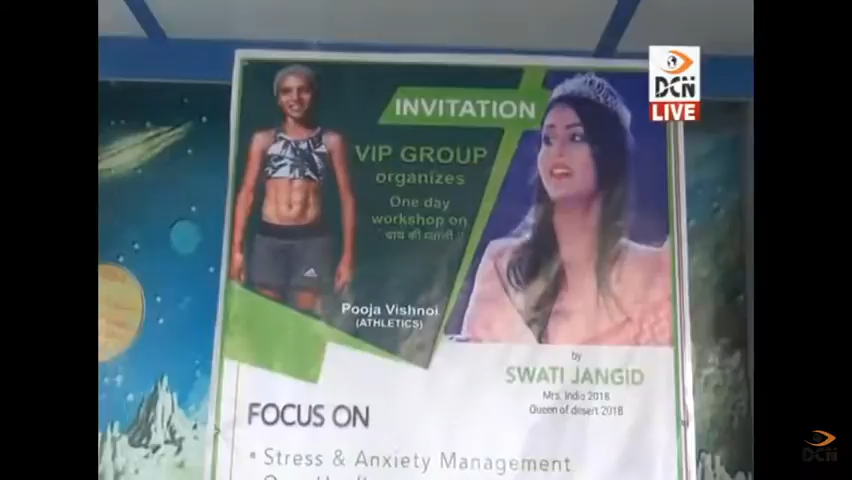 DCN
LIVE
INVITATION
VIP GROUP
organizes
One day
workshop on
चाय की प्याली
Pooja Vishnoi
(ATHLETICS)
by
SWATI JANGID
Mrs. India 2018
Queen of desert 2018
FOCUS ON
• Stress & Anxiety Management
DCN